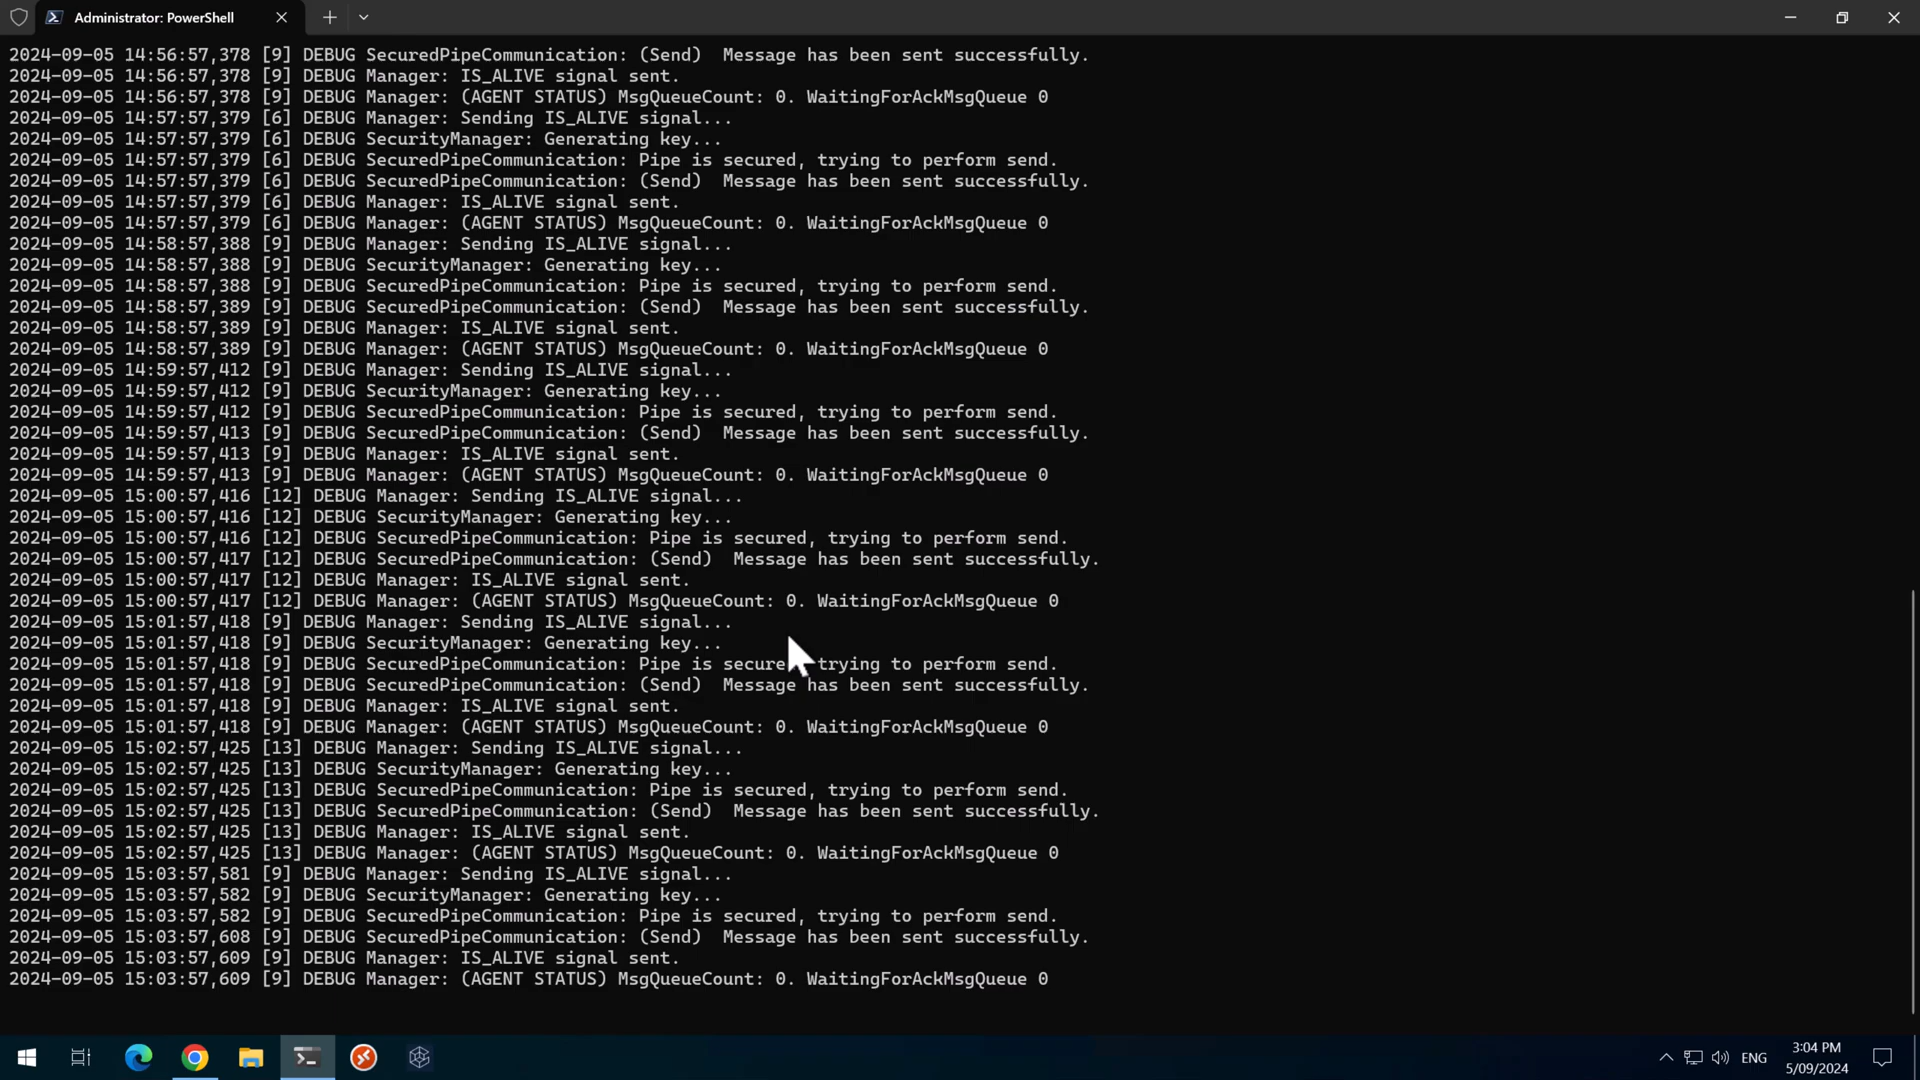 Administrator: PowerShell
2024-09-05 14:56:57,378 [9] DEBUG SecuredPipeCommunication: (Send)  Message has been sent successfully.
2024-09-05 14:56:57,378 [9] DEBUG Manager: IS_ALIVE signal sent.
2024-09-05 14:56:57,378 [9] DEBUG Manager: (AGENT STATUS) MsgQueueCount: 0. WaitingForAckMsgQueue 0
2024-09-05 14:57:57,379 [6] DEBUG Manager: Sending IS_ALIVE signal...
2024-09-05 14:57:57,379 [6] DEBUG SecurityManager: Generating key...
2024-09-05 14:57:57,379 [6] DEBUG SecuredPipeCommunication: Pipe is secured, trying to perform send.
2024-09-05 14:57:57,379 [6] DEBUG SecuredPipeCommunication: (Send)  Message has been sent successfully.
2024-09-05 14:57:57,379 [6] DEBUG Manager: IS_ALIVE signal sent.
2024-09-05 14:57:57,379 [6] DEBUG Manager: (AGENT STATUS) MsgQueueCount: 0. WaitingForAckMsgQueue 0
2024-09-05 14:58:57,388 [9] DEBUG Manager: Sending IS_ALIVE signal...
2024-09-05 14:58:57,388 [9] DEBUG SecurityManager: Generating key...
2024-09-05 14:58:57,388 [9] DEBUG SecuredPipeCommunication: Pipe is secured, trying to perform send.
2024-09-05 14:58:57,389 [9] DEBUG SecuredPipeCommunication: (Send)  Message has been sent successfully.
2024-09-05 14:58:57,389 [9] DEBUG Manager: IS_ALIVE signal sent.
2024-09-05 14:58:57,389 [9] DEBUG Manager: (AGENT STATUS) MsgQueueCount: 0. WaitingForAckMsgQueue 0
2024-09-05 14:59:57,412 [9] DEBUG Manager: Sending IS_ALIVE signal...
2024-09-05 14:59:57,412 [9] DEBUG SecurityManager: Generating key...
2024-09-05 14:59:57,412 [9] DEBUG SecuredPipeCommunication: Pipe is secured, trying to perform send.
2024-09-05 14:59:57,413 [9] DEBUG SecuredPipeCommunication: (Send)  Message has been sent successfully.
2024-09-05 14:59:57,413 [9] DEBUG Manager: IS_ALIVE signal sent.
2024-09-05 14:59:57,413 [9] DEBUG Manager: (AGENT STATUS) MsgQueueCount: 0. WaitingForAckMsgQueue 0
2024-09-05 15:00:57,416 [12] DEBUG Manager: Sending IS_ALIVE signal...
2024-09-05 15:00:57,416 [12] DEBUG SecurityManager: Generating key...
2024-09-05 15:00:57,416 [12] DEBUG SecuredPipeCommunication: Pipe is secured, trying to perform send.
2024-09-05 15:00:57,417 [12] DEBUG SecuredPipeCommunication: (Send)  Message has been sent successfully.
2024-09-05 15:00:57,417 [12] DEBUG Manager: IS_ALIVE signal sent.
2024-09-05 15:00:57,417 [12] DEBUG Manager: (AGENT STATUS) MsgQueueCount: 0. WaitingForAckMsgQueue 0
2024-09-05 15:01:57,418 [9] DEBUG Manager: Sending IS_ALIVE signal...
2024-09-05 15:01:57,418 [9] DEBUG SecurityManager: Generating key...
2024-09-05 15:01:57,418 [9] DEBUG SecuredPipeCommunication: Pipe is secure trying to perform send.
2024-09-05 15:01:57,418 [9] DEBUG SecuredPipeCommunication: (Send)  Message has been sent successfully.
2024-09-05 15:01:57,418 [9] DEBUG Manager: IS_ALIVE signal sent.
2024-09-05 15:01:57,418 [9] DEBUG Manager: (AGENT STATUS) MsgQueueCount: 0. WaitingForAckMsgQueue 0
2024-09-05 15:02:57,425 [13] DEBUG Manager: Sending IS_ALIVE signal...
2024-09-05 15:02:57,425 [13] DEBUG SecurityManager: Generating key...
2024-09-05 15:02:57,425 [13] DEBUG SecuredPipeCommunication: Pipe is secured, trying to perform send.
2024-09-05 15:02:57,425 [13] DEBUG SecuredPipeCommunication: (Send)  Message has been sent successfully.
2024-09-05 15:02:57,425 [13] DEBUG Manager: IS_ALIVE signal sent.
2024-09-05 15:02:57,425 [13] DEBUG Manager: (AGENT STATUS) MsgQueueCount: 0. WaitingForAckMsgQueue 0
2024-09-05 15:03:57,581 [9] DEBUG Manager: Sending IS_ALIVE signal...
2024-09-05 15:03:57,582 [9] DEBUG SecurityManager: Generating key...
2024-09-05 15:03:57,582 [9] DEBUG SecuredPipeCommunication: Pipe is secured, trying to perform send.
2024-09-05 15:03:57,608 [9] DEBUG SecuredPipeCommunication: (Send)  Message has been sent successfully.
2024-09-05 15:03:57,609 [9] DEBUG Manager: IS_ALIVE signal sent.
2024-09-05 15:03:57,609 [9] DEBUG Manager: (AGENT STATUS) MsgQueueCount: 0. WaitingForAckMsgQueue 0
ENG
3:04 PM
5/09/2024